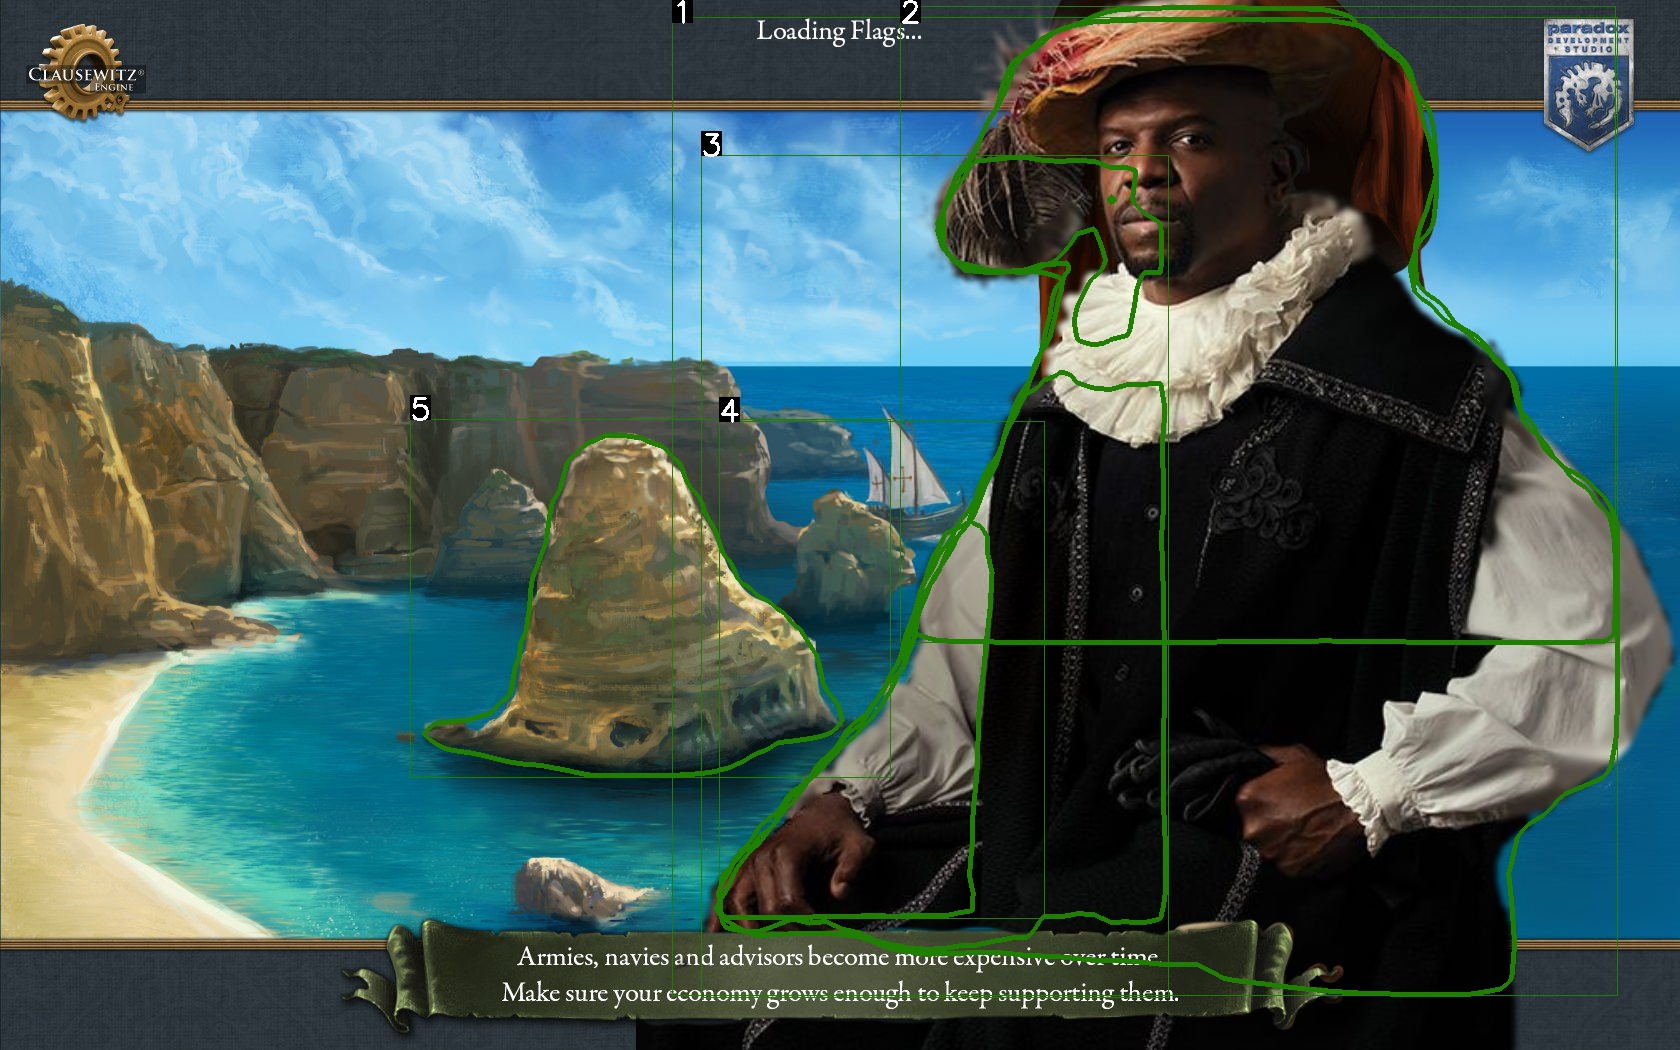 1
2
Loading Flags...
paradox
DEVELOPMENT
STUDIO
CLAUSEWITZ®
ENGINE
3
5
4
Armies, navies and advisors become more expensive over time.
Make sure your economy grows enough to keep supporting them.